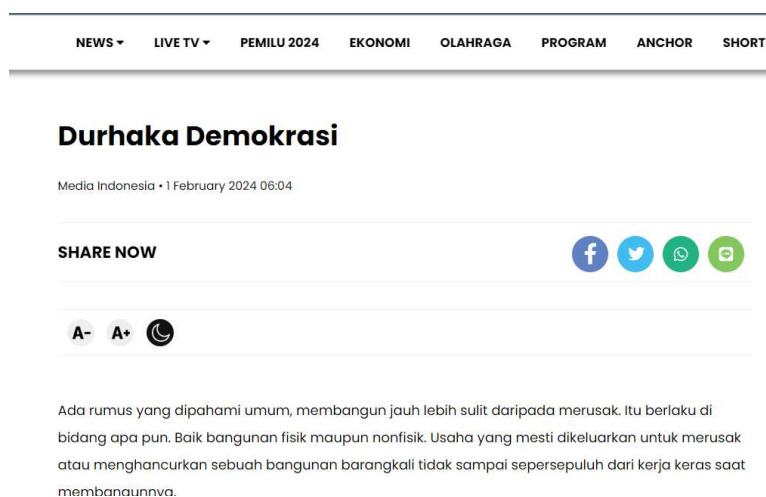 NEWS LIVE TV PEMILU 2024 EKONOMI OLAHRAGA PROGRAM ANCHOR SHORT
Durhaka Demokrasi
Media Indonesia • 1 February 2024 06:04
SHARE NOW
A- A+
Ada rumus yang dipahami umum, membangun jauh lebih sulit daripada merusak. Itu berlaku di
bidang apa pun. Baik bangunan fisik maupun nonfisik. Usaha yang mesti dikeluarkan untuk merusak
atau menghancurkan sebuah bangunan barangkali tidak sampai sepersepuluh dari kerja keras saat
membangunnya.